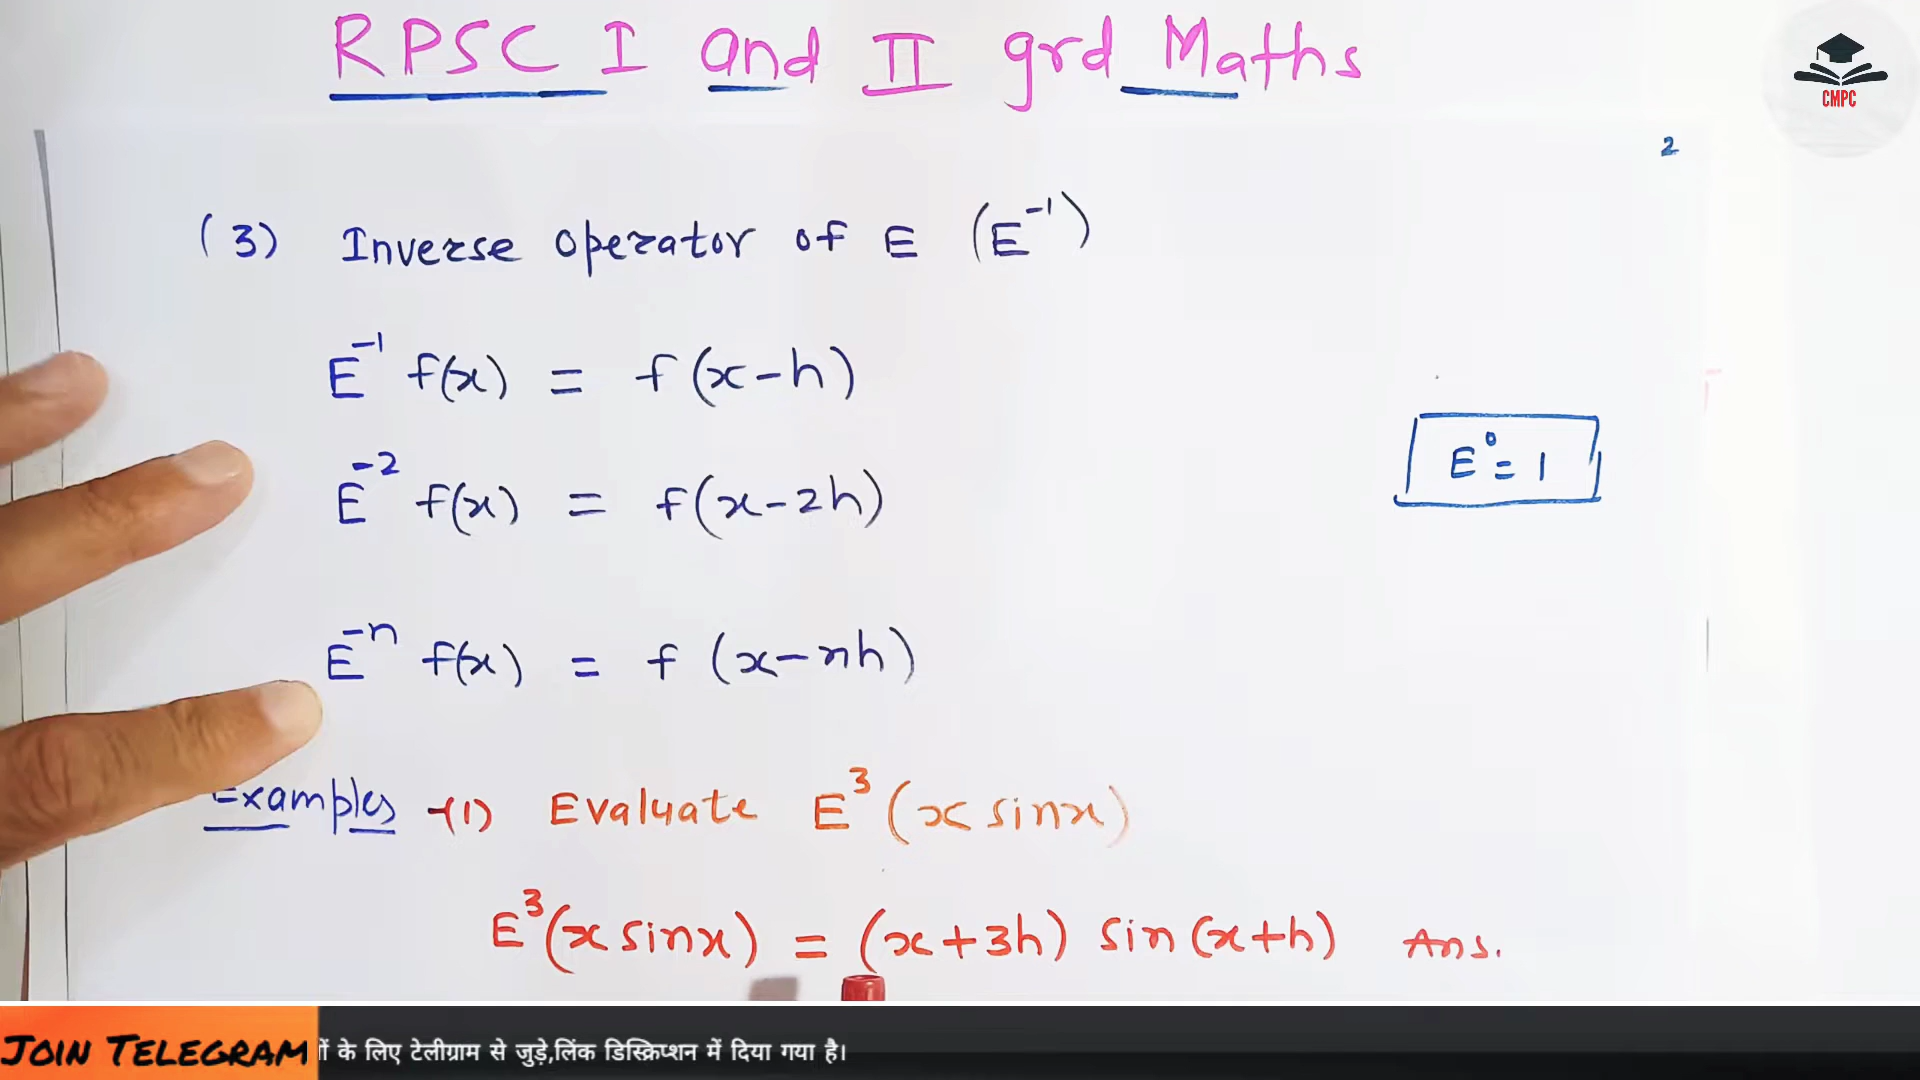 RPSC I and II grd Maths
CMPC
2
(3) Inverse operator of E (E⁻¹)
E⁻¹ f(x) = f(x-h)
E⁻² f(x) = f(x-2h)
E⁰ = 1
E⁻ⁿ f(x) = f (x-nh)
Examples -(1) Evaluate E³ (x sinx)
E³(x sinx) = (x+3h) sin(x+h) Ans.
JOIN TELEGRAM
के लिए टेलीग्राम से जुड़े,लिंक डिस्क्रिप्शन में दिया गया है।